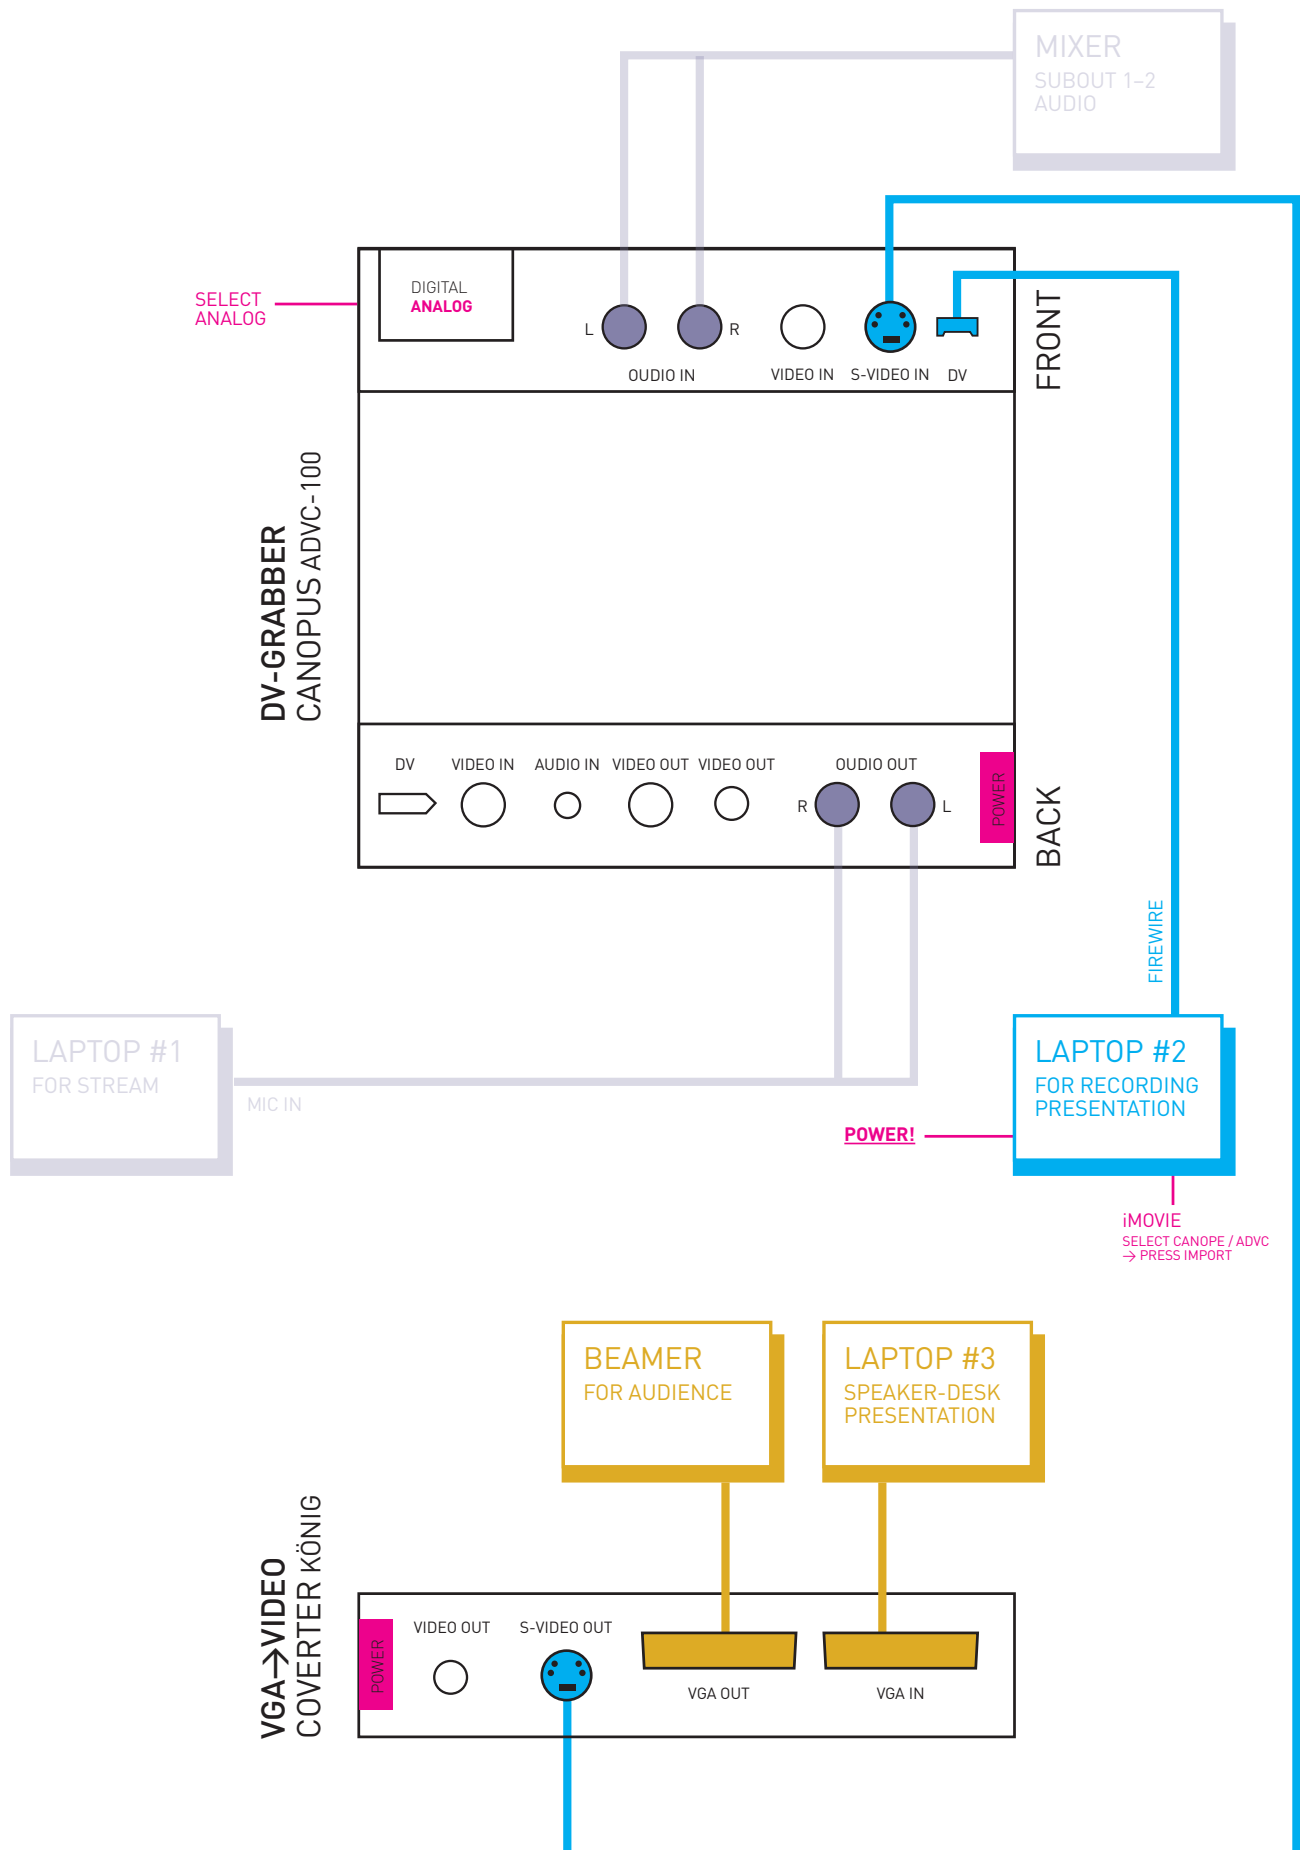 MIXER
SUBOUT 1–2
AUDIO
SELECT
ANALOG
DIGITAL
ANALOG
L
R
OUDIO IN
VIDEO IN
S-VIDEO IN
DV
FRONT
DV-GRABBER
CANOPUS ADVC-100
DV
VIDEO IN
AUDIO IN
VIDEO OUT
VIDEO OUT
OUDIO OUT
R
L
POWER
BACK
FIREWIRE
LAPTOP #1
FOR STREAM
MIC IN
LAPTOP #2
FOR RECORDING
PRESENTATION
POWER!
iMOVIE
SELECT CANOPE / ADVC
→ PRESS IMPORT
BEAMER
FOR AUDIENCE
LAPTOP #3
SPEAKER-DESK
PRESENTATION
VGA→VIDEO
COVERTER KÖNIG
POWER
VIDEO OUT
S-VIDEO OUT
VGA OUT
VGA IN